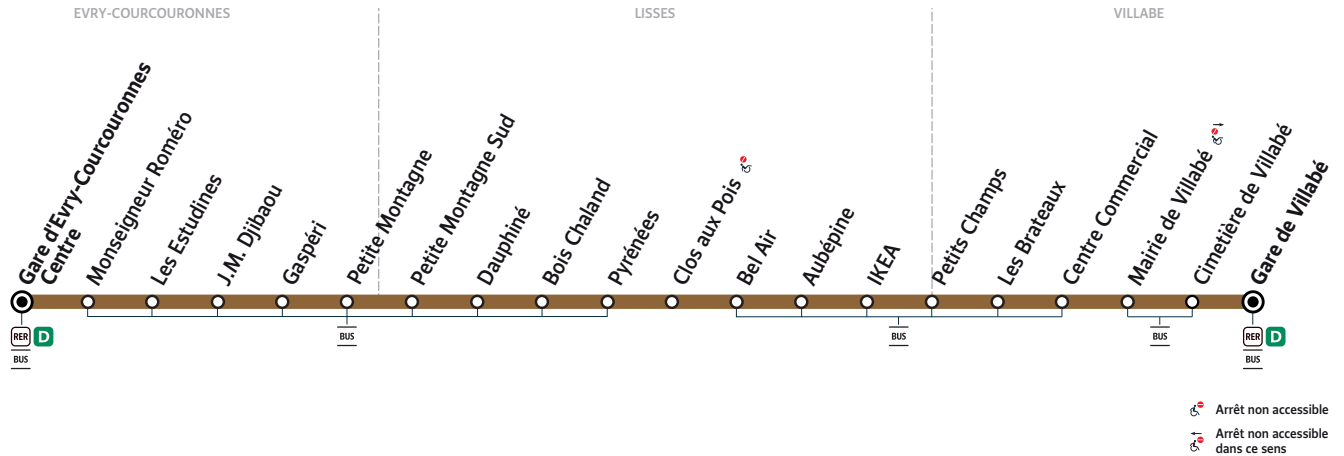 EVRY-COURCOURONNES
LISSES
VILLABE
Gare d'Evry-Courcouronnes
Centre
Monseigneur Roméro
Les Estudines
J.M. Djibaou
Gaspéri
Petite Montagne
Petite Montagne Sud
Dauphiné
Bois Chaland
Pyrénées
Clos aux Pois
Bel Air
Aubépine
IKEA
Petits Champs
Les Brateaux
Centre Commercial
Mairie de Villabé
Cimetière de Villabé
Gare de Villabé
RER D
BUS
BUS
BUS
BUS
RER D
BUS
Arrêt non accessible
Arrêt non accessible
dans ce sens